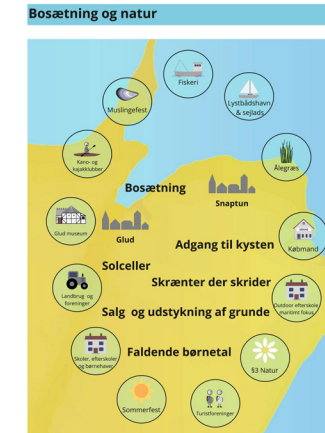 Bosætning og natur
Fiskeri
Muslingefest
Lystbådshavn
& sejlads
Kano- og
kajakklubber
Ålegræs
Bosætning
Snaptun
Glud museum
Glud
Adgang til kysten
Købmand
Solceller
Skrænter der skrider
Landbrug og
foreninger
Outdoor efterskole
maritimt fokus
Salg og udstykning af grunde
Skoler, efterskoler
og børnehaver
Faldende børnetal
§3 Natur
Sommerfest
Turistforeninger